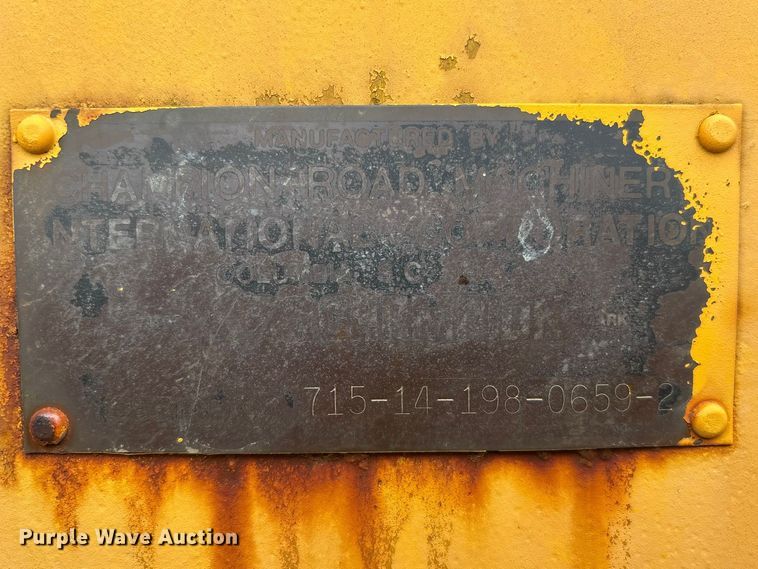 MANUFACTURED BY
CHAMPION ROAD MACHINERY
INTERNATIONAL CORPORATION
715-14-198-0659-2
Purple Wave Auction